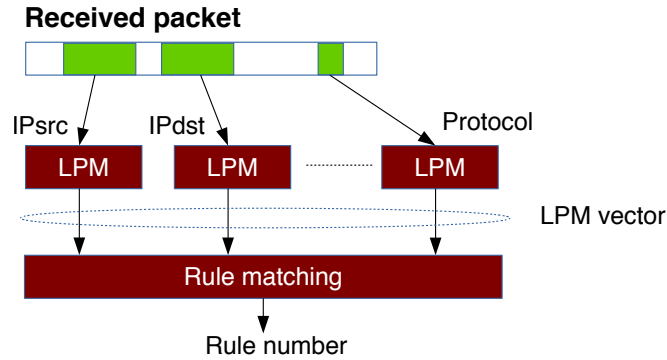 Received packet
IPsrc
IPdst
Protocol
LPM
LPM
LPM
LPM vector
Rule matching
Rule number